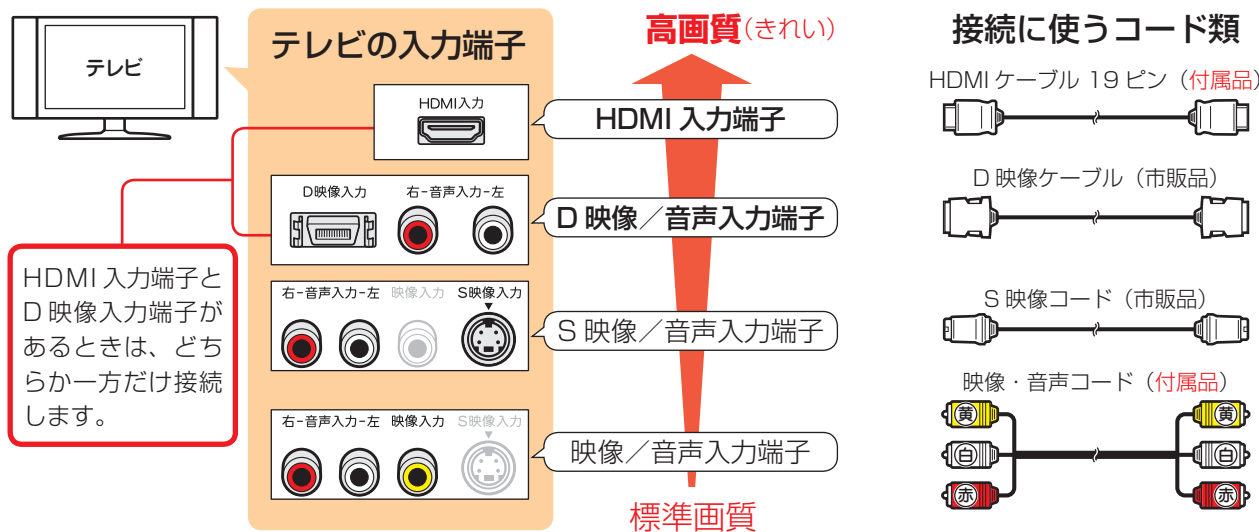 テレビ
テレビの入力端子
HDMI入力
D映像入力 右-音声入力-左
右-音声入力-左 映像入力 S映像入力
右-音声入力-左 映像入力 S映像入力
HDMI 入力端子と
D 映像入力端子が
あるときは、どち
らか一方だけ接続
します。
高画質(きれい)
HDMI 入力端子
D 映像／音声入力端子
S 映像／音声入力端子
映像／音声入力端子
標準画質
接続に使うコード類
HDMI ケーブル 19 ピン（付属品）
D 映像ケーブル（市販品）
S 映像コード（市販品）
映像・音声コード（付属品）
黄 黄
白 白
赤 赤